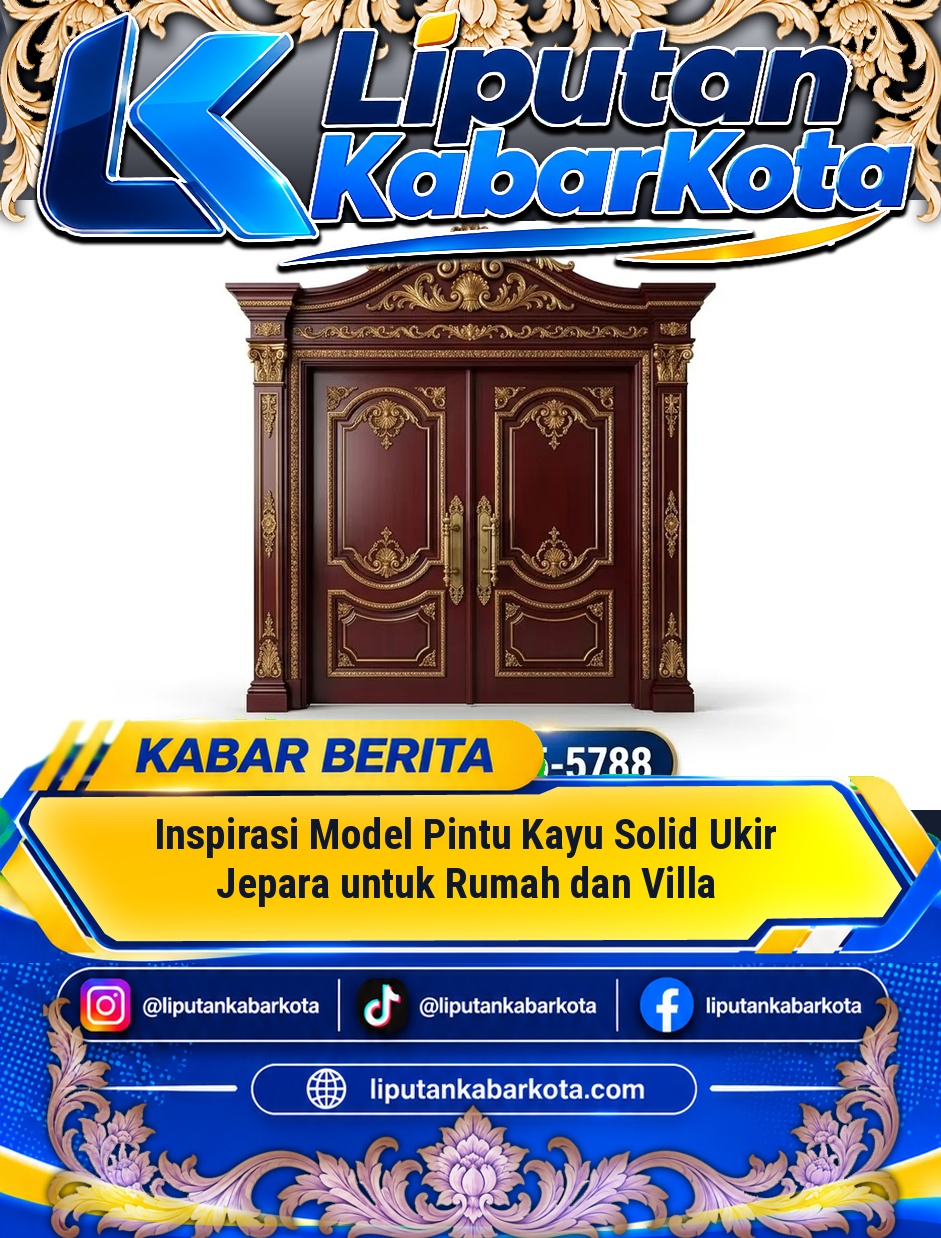 Liputan
KabarKota
KABAR BERITA
-5788
Inspirasi Model Pintu Kayu Solid Ukir
Jepara untuk Rumah dan Villa
@liputankabarkota
@liputankabarkota
liputankabarkota
liputankabarkota.com